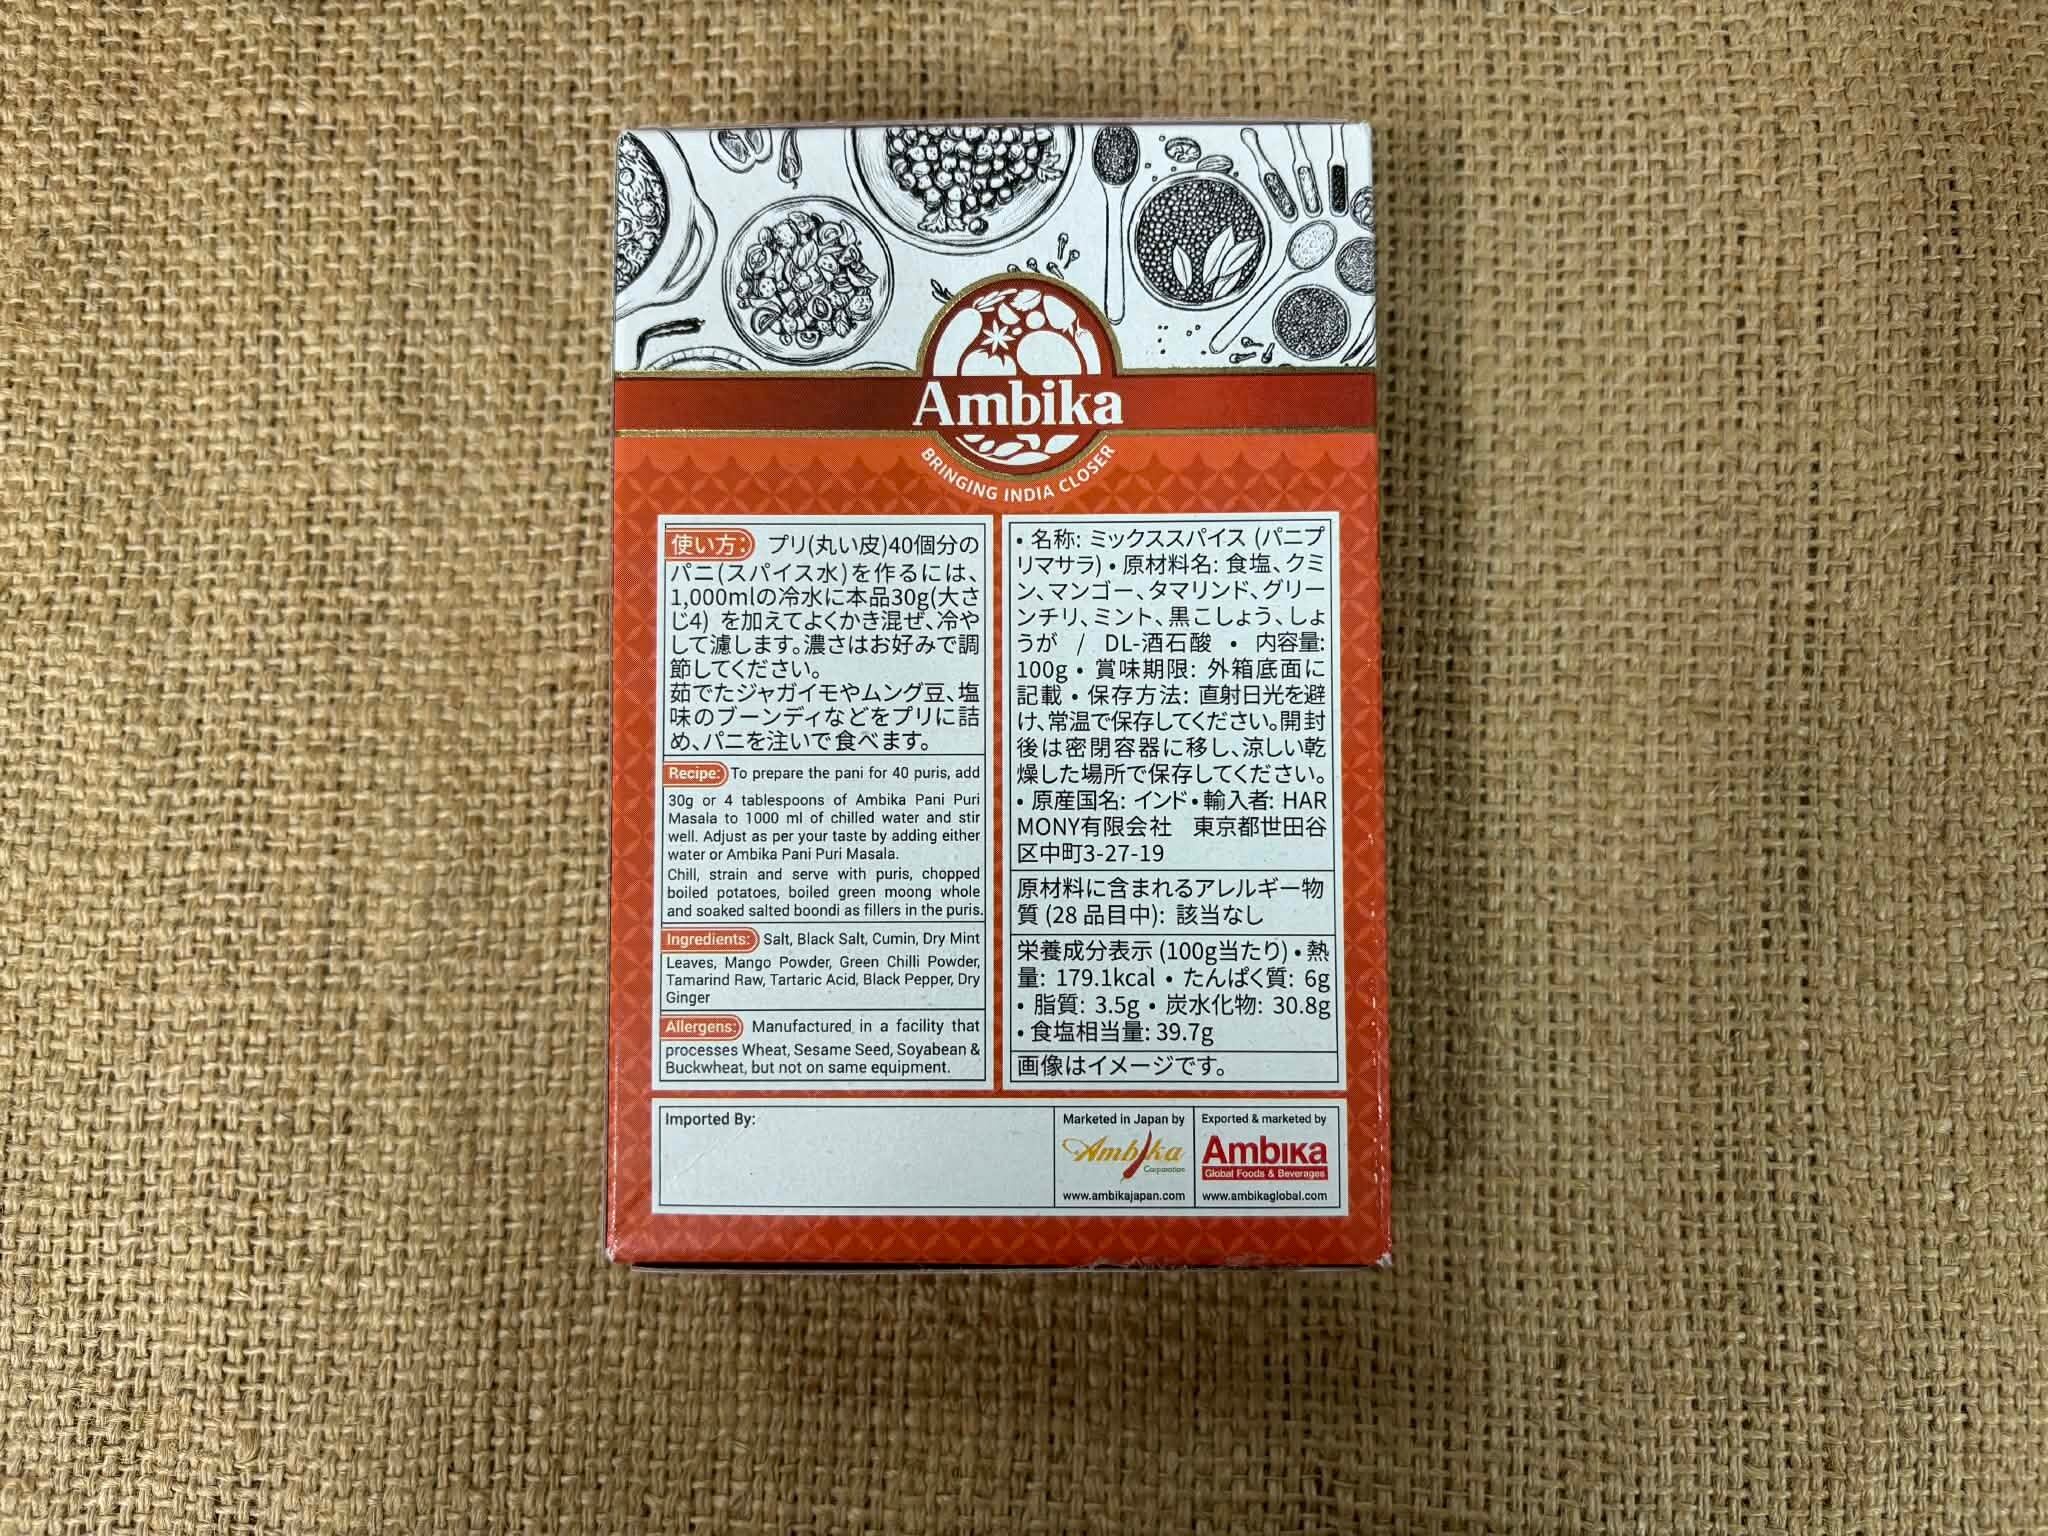 Ambika
BRINGING INDIA CLOSER
使い方: プリ(丸い皮)40個分の
パニ(スパイス水)を作るには、
1,000mlの冷水に本品30g(大さ
じ4) を加えてよくかき混ぜ、冷や
して濾します。濃さはお好みで調
節してください。
茹でたジャガイモやムング豆、塩
味のブーンディなどをプリに詰
め、パニを注いで食べます。
Recipe: To prepare the pani for 40 puris, add
30g or 4 tablespoons of Ambika Pani Puri
Masala to 1000 ml of chilled water and stir
well. Adjust as per your taste by adding either
water or Ambika Pani Puri Masala.
Chill, strain and serve with puris, chopped
boiled potatoes, boiled green moong whole
and soaked salted boondi as fillers in the puris.
Ingredients: Salt, Black Salt, Cumin, Dry Mint
Leaves, Mango Powder, Green Chilli Powder,
Tamarind Raw, Tartaric Acid, Black Pepper, Dry
Ginger
Allergens: Manufactured in a facility that
processes Wheat, Sesame Seed, Soyabean &
Buckwheat, but not on same equipment.
• 名称: ミックススパイス (パニプ
リマサラ) • 原材料名: 食塩、クミ
ン、マンゴー、タマリンド、グリー
ンチリ、ミント、黒こしょう、しょ
うが / DL-酒石酸 • 内容量:
100g • 賞味期限: 外箱底面に
記載 • 保存方法: 直射日光を避
け、常温で保存してください。開封
後は密閉容器に移し、涼しい乾
燥した場所で保存してください。
• 原産国名: インド • 輸入者: HAR
MONY有限会社 東京都世田谷
区中町3-27-19
原材料に含まれるアレルギー物
質 (28 品目中): 該当なし
栄養成分表示 (100g当たり) • 熱
量: 179.1kcal • たんぱく質: 6g
• 脂質: 3.5g • 炭水化物: 30.8g
• 食塩相当量: 39.7g
画像はイメージです。
Imported By:
Marketed in Japan by
Ambika
Corporation
www.ambikajapan.com
Exported & marketed by
Ambika
Global Foods & Beverages
www.ambikaglobal.com